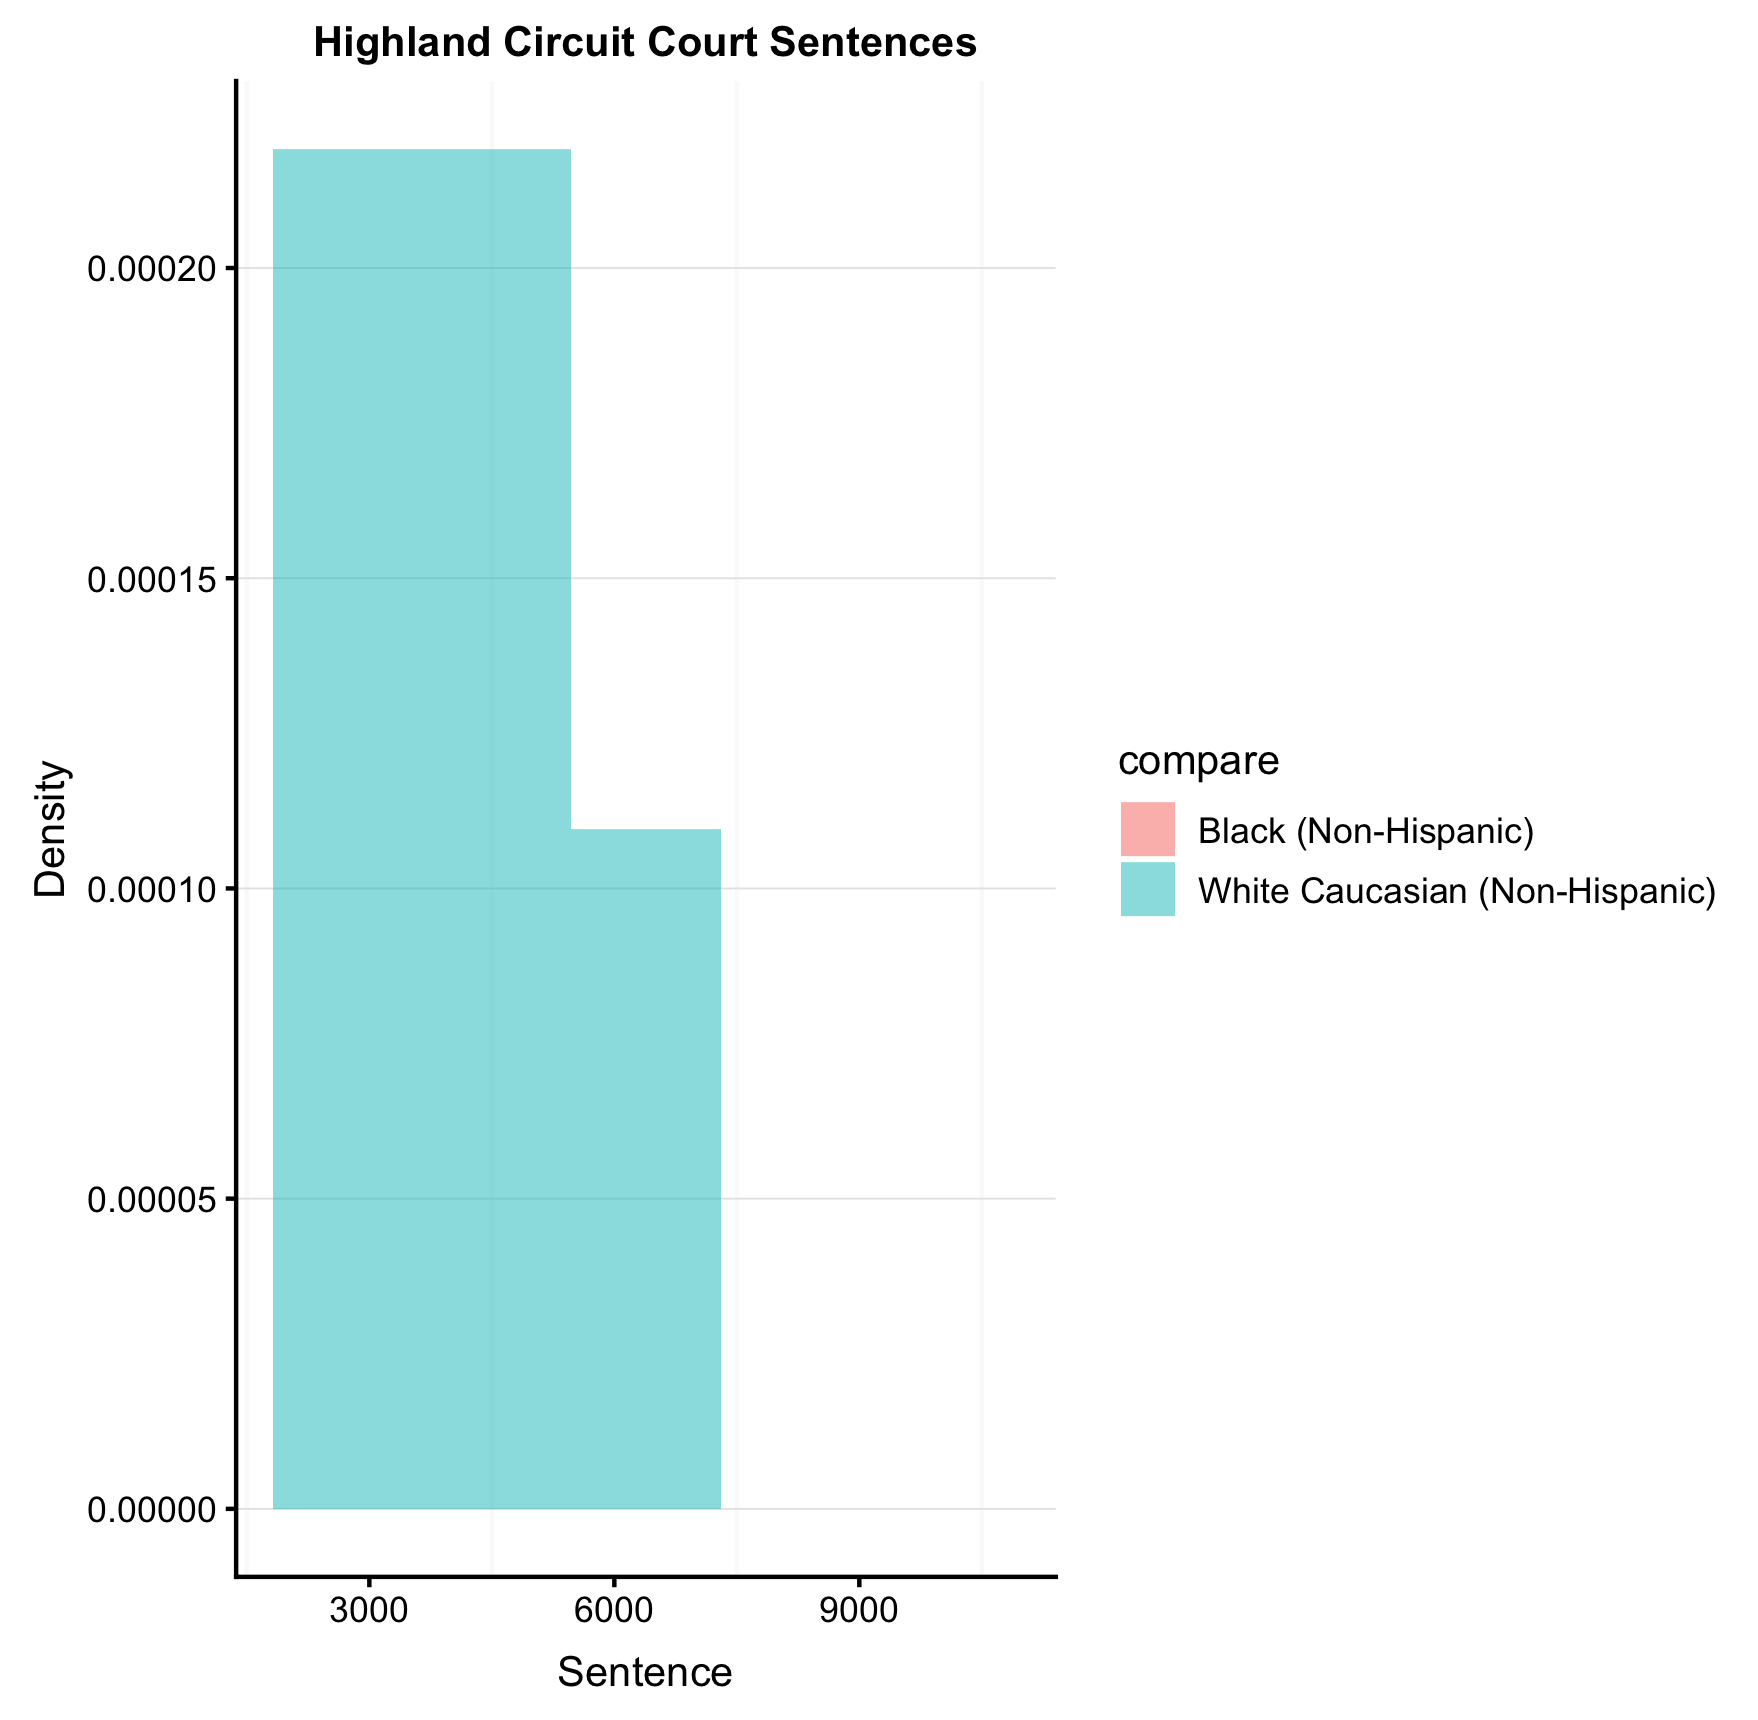 Highland Circuit Court Sentences
0.00020
0.00015
0.00010
0.00005
0.00000
Density
3000 6000 9000
Sentence
compare
Black (Non-Hispanic)
White Caucasian (Non-Hispanic)